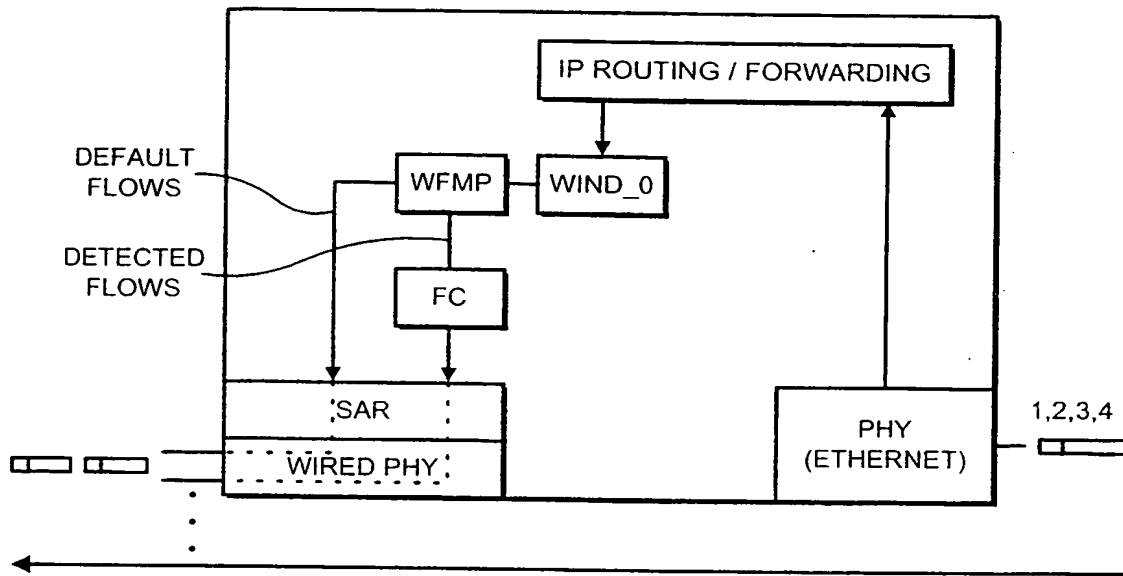 IP ROUTING / FORWARDING
DEFAULT
FLOWS
WFMP
WIND_0
DETECTED
FLOWS
FC
SAR
WIRED PHY
PHY
(ETHERNET)
1,2,3,4